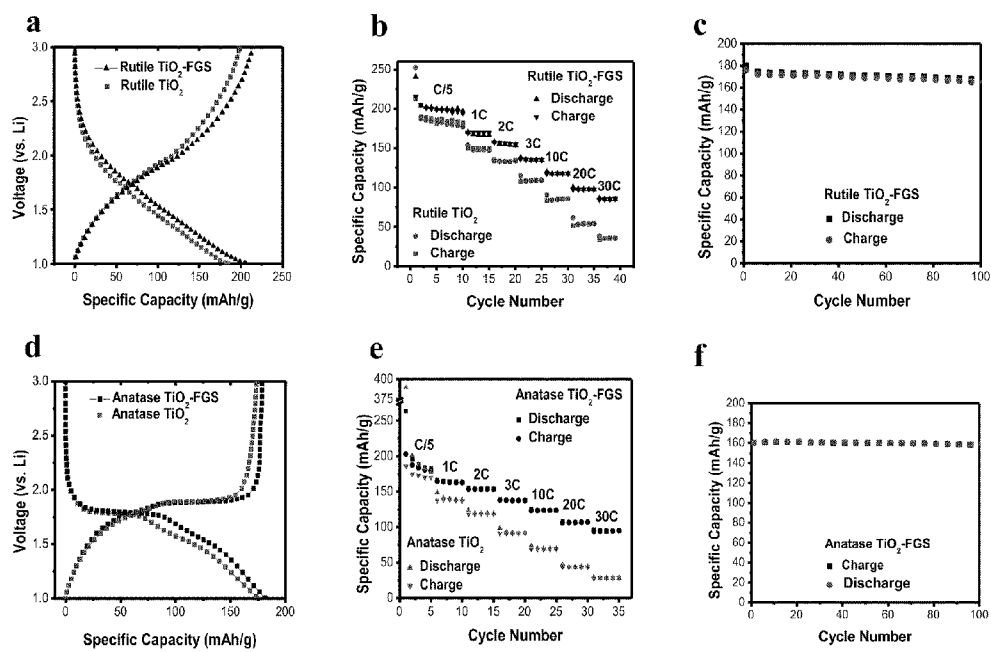 a
3.0
2.5
2.0
1.5
1.0
Voltage (vs. Li)
Rutile TiO2-FGS
Rutile TiO2
0 50 100 150 200 250
Specific Capacity (mAh/g)
b
250
200
150
100
50
0
Specific Capacity (mAh/g)
Rutile TiO2-FGS
Discharge
Charge
C/5
1C
2C
3C
10C
20C
30C
Rutile TiO2
Discharge
Charge
0 5 10 15 20 25 30 35 40
Cycle Number
c
200
180
160
140
120
100
80
60
40
20
0
Specific Capacity (mAh/g)
Rutile TiO2-FGS
Discharge
Charge
0 20 40 60 80 100
Cycle Number
d
3.0
2.5
2.0
1.5
1.0
Voltage (vs. Li)
Anatase TiO2-FGS
Anatase TiO2
0 50 100 150 200
Specific Capacity (mAh/g)
e
400
375
200
150
100
50
0
Specific Capacity (mAh/g)
Anatase TiO2-FGS
Discharge
Charge
C/5
1C
2C
3C
10C
20C
30C
Anatase TiO2
Discharge
Charge
0 5 10 15 20 25 30 35
Cycle Number
f
200
180
160
140
120
100
80
60
40
20
0
Specific Capacity (mAh/g)
Anatase TiO2-FGS
Charge
Discharge
0 20 40 60 80 100
Cycle Number